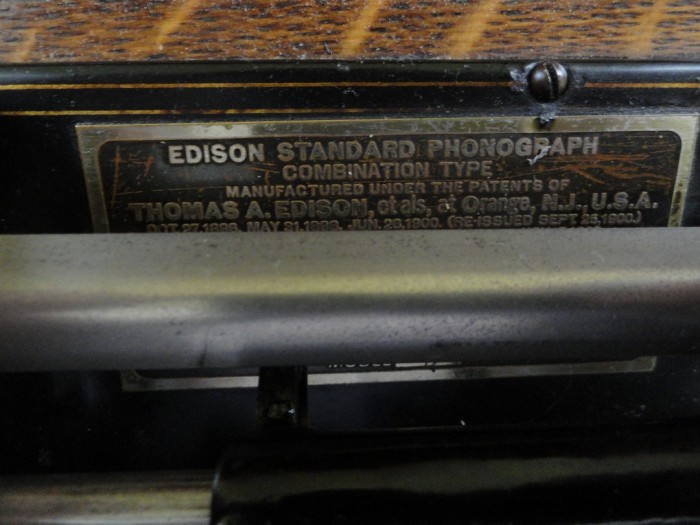 EDISON STANDARD PHONOGRAPH
COMBINATION TYPE
MANUFACTURED UNDER THE PATENTS OF
THOMAS A. EDISON, et als, at Orange, N.J., U.S.A.
OCT. 27,1896. MAY 31,1898. JUN. 26,1900. (RE-ISSUED SEPT 25,1900.)
MODEL